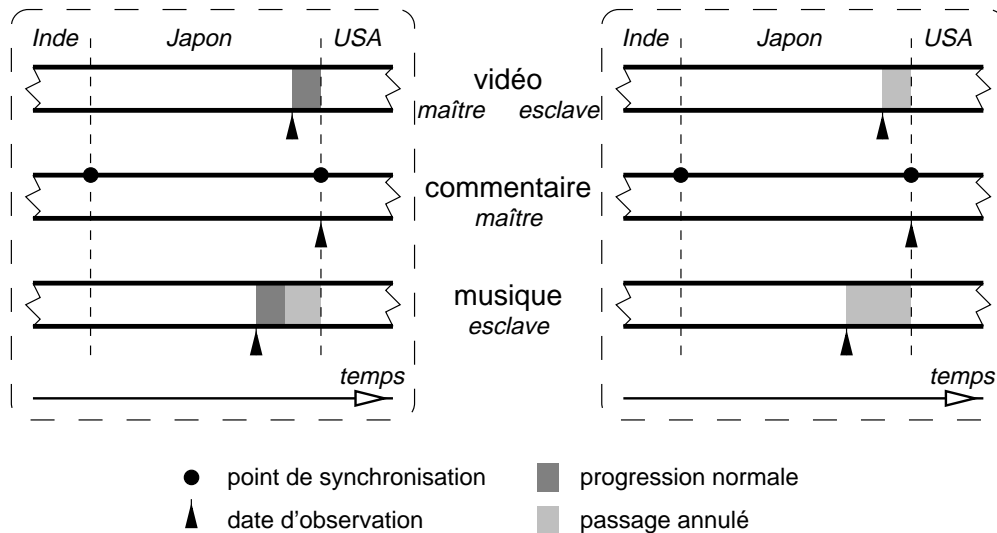 Inde Japon USA
Inde Japon USA
vidéo
maître esclave
commentaire
maître
musique
esclave
temps
temps
point de synchronisation
progression normale
date d'observation
passage annulé